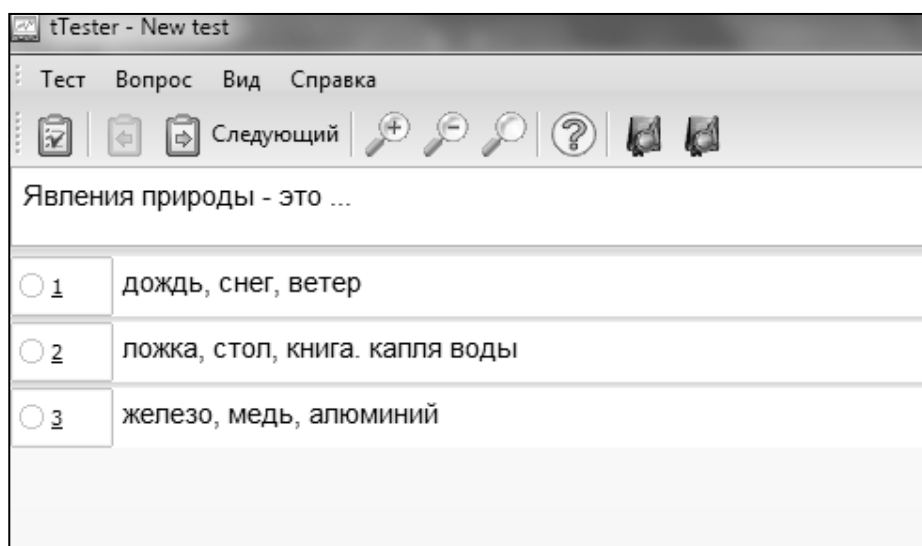 tTester - New test
Тест Вопрос Вид Справка
Следующий
Явления природы - это ...
1 дождь, снег, ветер
2 ложка, стол, книга. капля воды
3 железо, медь, алюминий